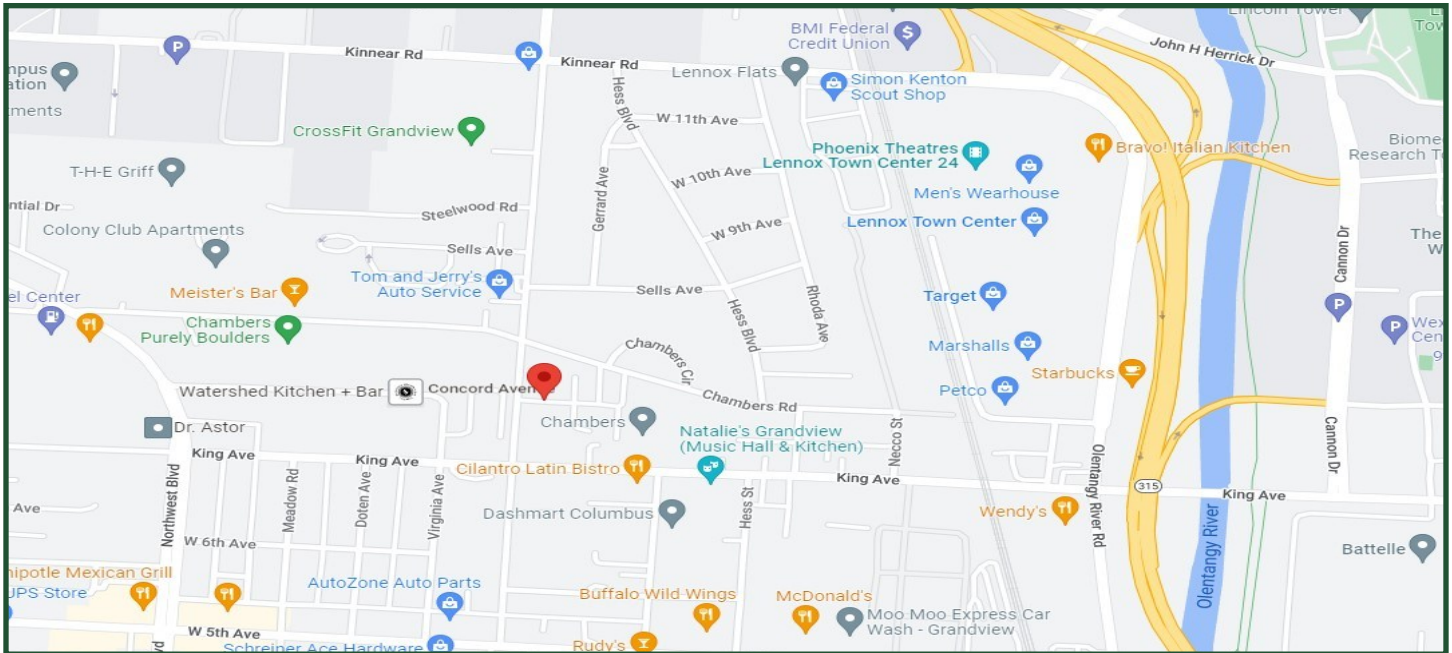 Lincoln Tower
BMI Federal
Credit Union
John H Herrick Dr
P
Kinnear Rd
Kinnear Rd
Lennox Flats
Simon Kenton
Scout Shop
Hess Blvd
W 11th Ave
CrossFit Grandview
Phoenix Theatres
Lennox Town Center 24
Bravo! Italian Kitchen
T-H-E Griff
W 10th Ave
Men's Wearhouse
Gerrard Ave
Steelwood Rd
Lennox Town Center
Colony Club Apartments
W 9th Ave
Sells Ave
Cannon Dr
Tom and Jerry's
Auto Service
Meister's Bar
Sells Ave
Rhoda Ave
Target
P
P
Chambers
Purely Boulders
Hess Blvd
Chambers Cir
Marshalls
Starbucks
Watershed Kitchen + Bar
Concord Avenue
Petco
Chambers Rd
Chambers
Dr. Astor
Natalie's Grandview
(Music Hall & Kitchen)
Necco St
Cannon Dr
King Ave
King Ave
Cilantro Latin Bistro
King Ave
King Ave
315
Northwest Blvd
Meadow Rd
Doten Ave
Virginia Ave
Hess St
Olentangy River Rd
Dashmart Columbus
Wendy's
Ave
W 6th Ave
Battelle
Olentangy River
AutoZone Auto Parts
Buffalo Wild Wings
McDonald's
Moo Moo Express Car
Wash - Grandview
W 5th Ave
Schreiner Ace Hardware
Rudy's